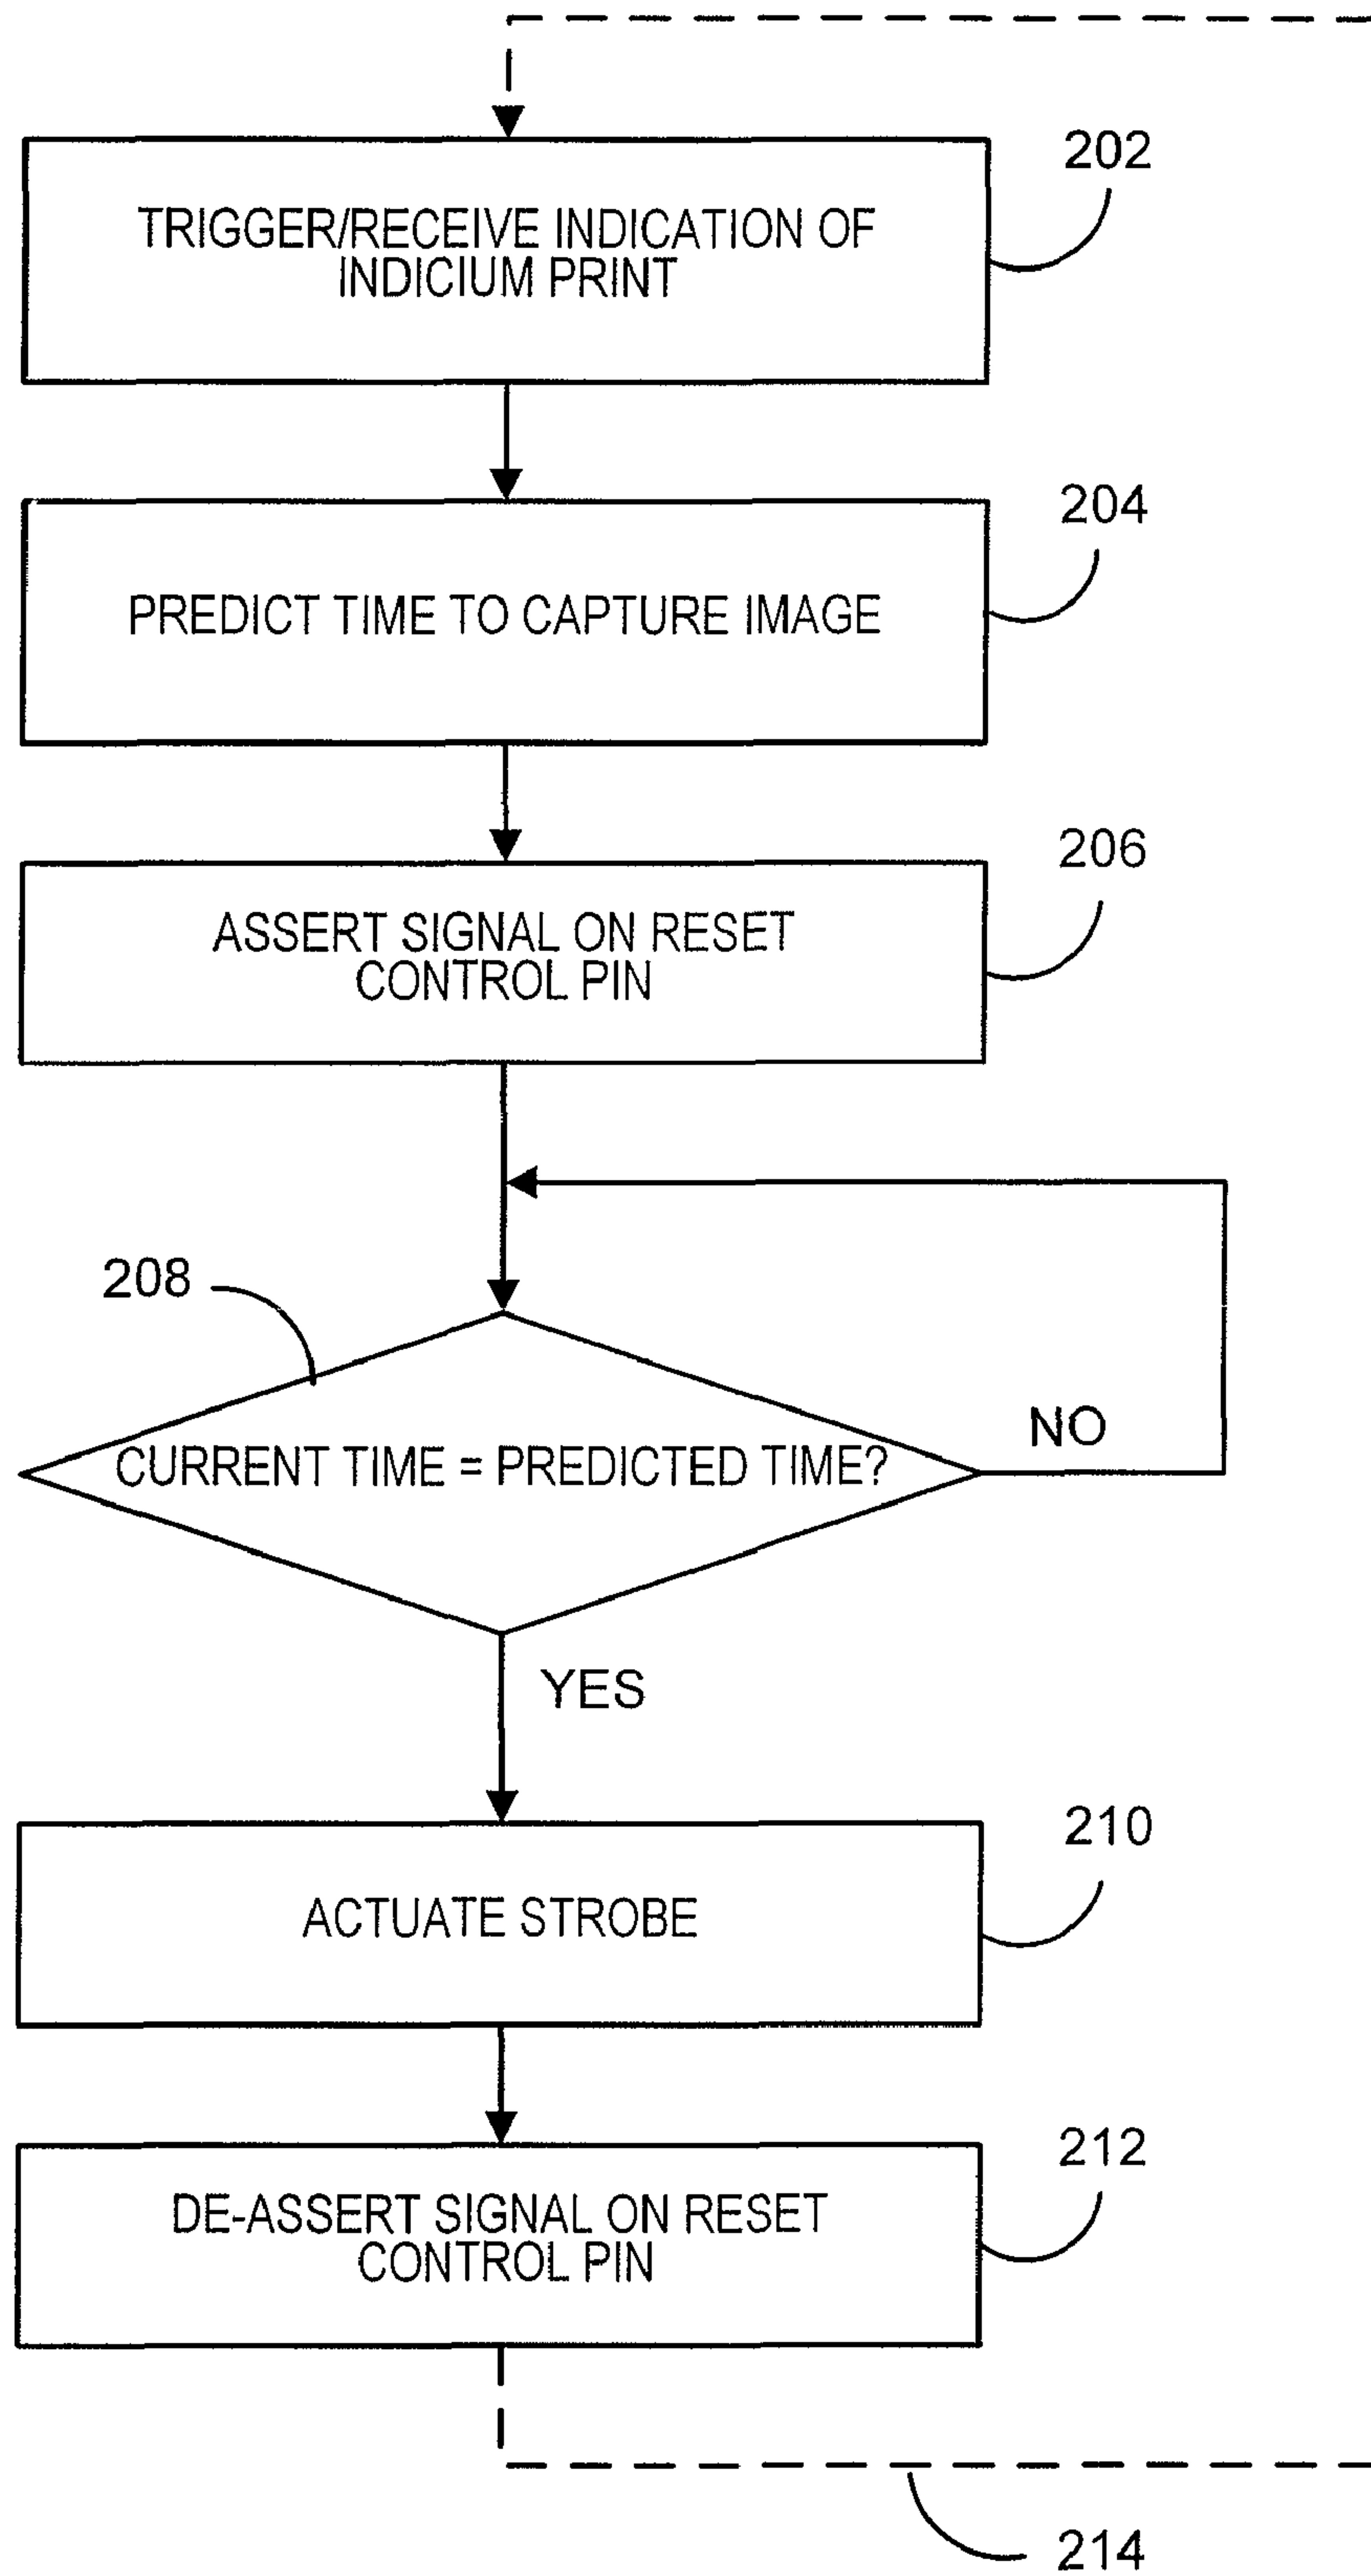 202
TRIGGER/RECEIVE INDICATION OF
INDICIUM PRINT
204
PREDICT TIME TO CAPTURE IMAGE
206
ASSERT SIGNAL ON RESET
CONTROL PIN
208
CURRENT TIME = PREDICTED TIME?
NO
YES
210
ACTUATE STROBE
212
DE-ASSERT SIGNAL ON RESET
CONTROL PIN
214